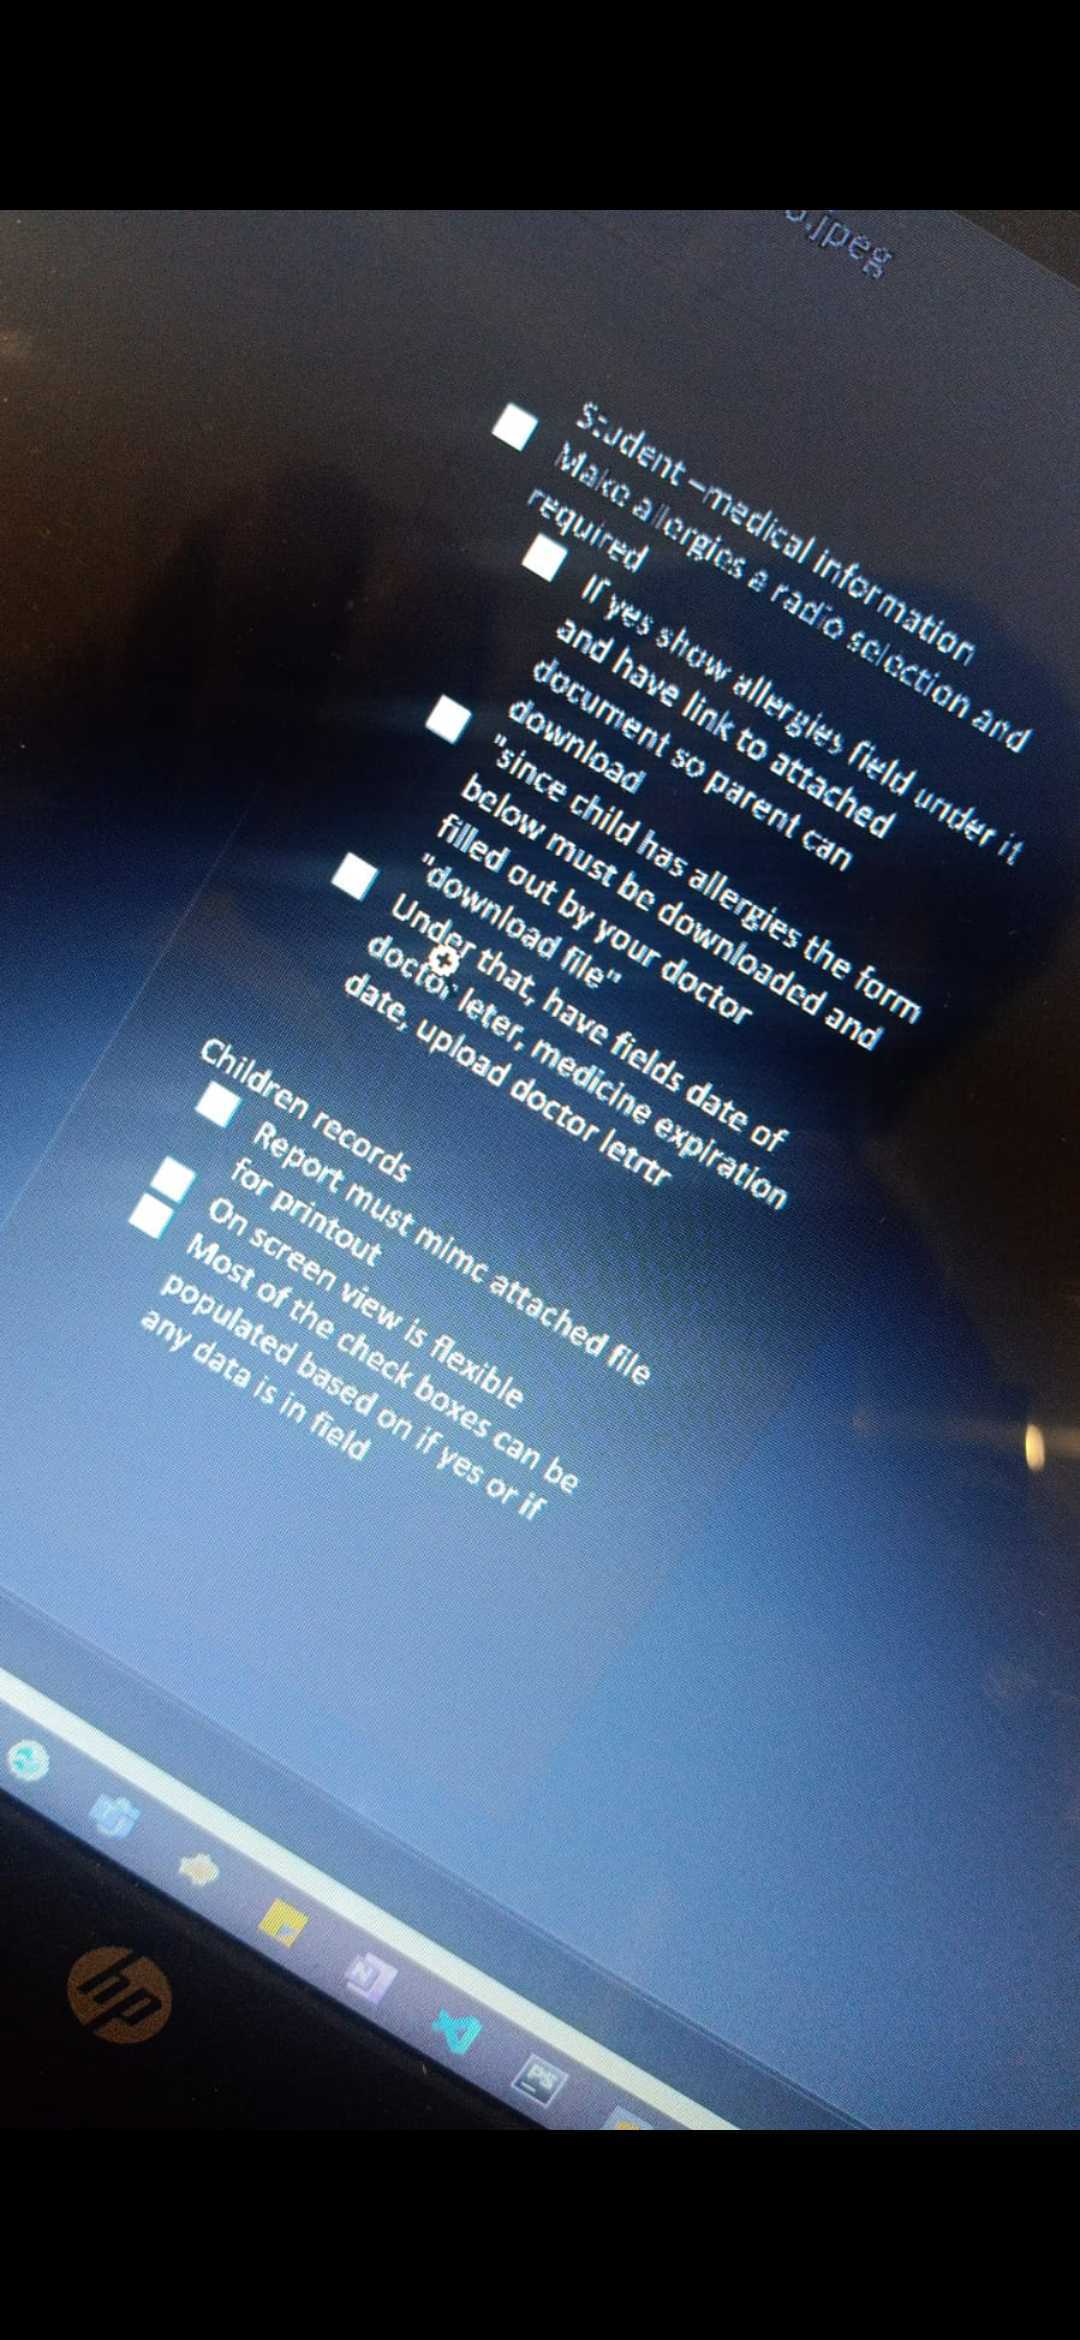 .jpeg
Student –medical information
Make allergies a radio selection and
required
If yes show allergies field under it
and have link to attached
document so parent can
download
"since child has allergies the form
below must be downloaded and
filled out by your doctor
"download file"
Under that, have fields date of
doctor leter, medicine expiration
date, upload doctor letrtr
Children records
Report must mimc attached file
for printout
On screen view is flexible
Most of the check boxes can be
populated based on if yes or if
any data is in field
N
PS
hp